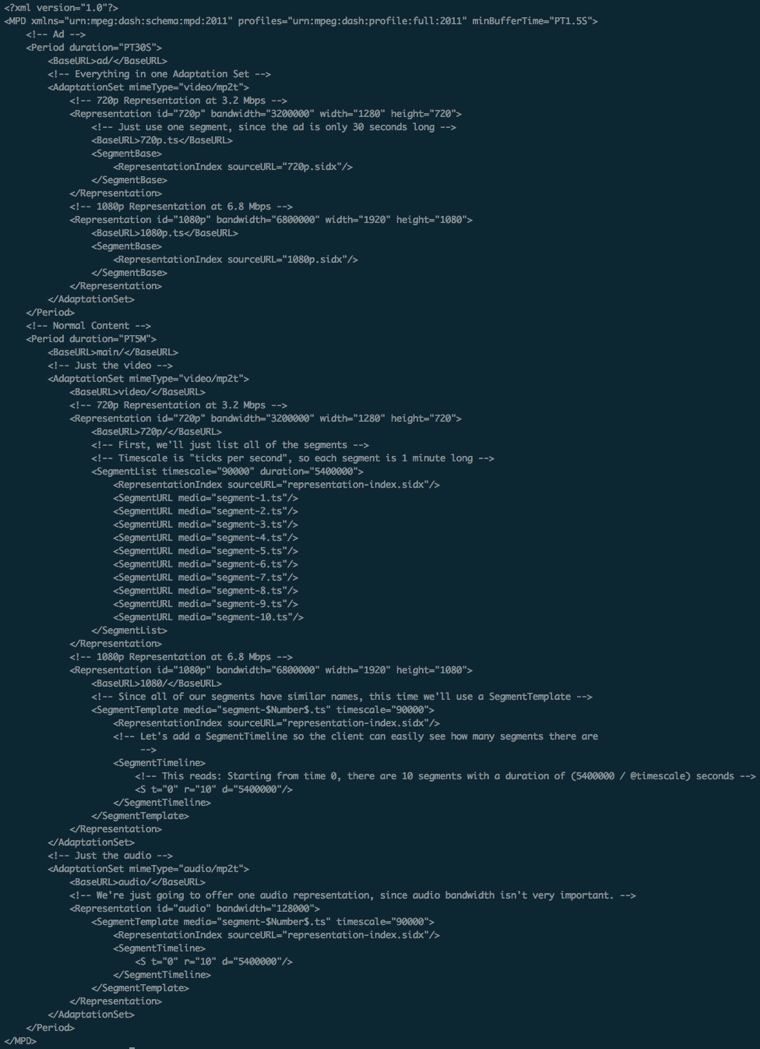 <?xml version="1.0"?>
<MPD xmlns="urn:mpeg:dash:schema:mpd:2011" profiles="urn:mpeg:dash:profile:full:2011" minBufferTime="PT1.5S">
    <!-- Ad -->
    <Period duration="PT30S">
        <BaseURL>ad/</BaseURL>
        <!-- Everything in one Adaptation Set -->
        <AdaptationSet mimeType="video/mp2t">
            <!-- 720p Representation at 3.2 Mbps -->
            <Representation id="720p" bandwidth="3200000" width="1280" height="720">
                <!-- Just use one segment, since the ad is only 30 seconds long -->
                <BaseURL>720p.ts</BaseURL>
                <SegmentBase>
                    <RepresentationIndex sourceURL="720p.sidx"/>
                </SegmentBase>
            </Representation>
            <!-- 1080p Representation at 6.8 Mbps -->
            <Representation id="1080p" bandwidth="6800000" width="1920" height="1080">
                <BaseURL>1080p.ts</BaseURL>
                <SegmentBase>
                    <RepresentationIndex sourceURL="1080p.sidx"/>
                </SegmentBase>
            </Representation>
        </AdaptationSet>
    </Period>
    <!-- Normal Content -->
    <Period duration="PT5M">
        <BaseURL>main/</BaseURL>
        <!-- Just the video -->
        <AdaptationSet mimeType="video/mp2t">
            <BaseURL>video/</BaseURL>
            <!-- 720p Representation at 3.2 Mbps -->
            <Representation id="720p" bandwidth="3200000" width="1280" height="720">
                <BaseURL>720p/</BaseURL>
                <!-- First, we'll just list all of the segments -->
                <!-- Timescale is "ticks per second", so each segment is 1 minute long -->
                <SegmentList timescale="90000" duration="5400000">
                    <RepresentationIndex sourceURL="representation-index.sidx"/>
                    <SegmentURL media="segment-1.ts"/>
                    <SegmentURL media="segment-2.ts"/>
                    <SegmentURL media="segment-3.ts"/>
                    <SegmentURL media="segment-4.ts"/>
                    <SegmentURL media="segment-5.ts"/>
                    <SegmentURL media="segment-6.ts"/>
                    <SegmentURL media="segment-7.ts"/>
                    <SegmentURL media="segment-8.ts"/>
                    <SegmentURL media="segment-9.ts"/>
                    <SegmentURL media="segment-10.ts"/>
                </SegmentList>
            </Representation>
            <!-- 1080p Representation at 6.8 Mbps -->
            <Representation id="1080p" bandwidth="6800000" width="1920" height="1080">
                <BaseURL>1080/</BaseURL>
                <!-- Since all of our segments have similar names, this time we'll use a SegmentTemplate -->
                <SegmentTemplate media="segment-$Number$.ts" timescale="90000">
                    <RepresentationIndex sourceURL="representation-index.sidx"/>
                    <!-- Let's add a SegmentTimeline so the client can easily see how many segments there are
                         -->
                    <SegmentTimeline>
                        <!-- This reads: Starting from time 0, there are 10 segments with a duration of (5400000 / @timescale) seconds -->
                        <S t="0" r="10" d="5400000"/>
                    </SegmentTimeline>
                </SegmentTemplate>
            </Representation>
        </AdaptationSet>
        <!-- Just the audio -->
        <AdaptationSet mimeType="audio/mp2t">
            <BaseURL>audio/</BaseURL>
            <!-- We're just going to offer one audio representation, since audio bandwidth isn't very important. -->
            <Representation id="audio" bandwidth="128000">
                <SegmentTemplate media="segment-$Number$.ts" timescale="90000">
                    <RepresentationIndex sourceURL="representation-index.sidx"/>
                    <SegmentTimeline>
                        <S t="0" r="10" d="5400000"/>
                    </SegmentTimeline>
                </SegmentTemplate>
            </Representation>
        </AdaptationSet>
    </Period>
</MPD>